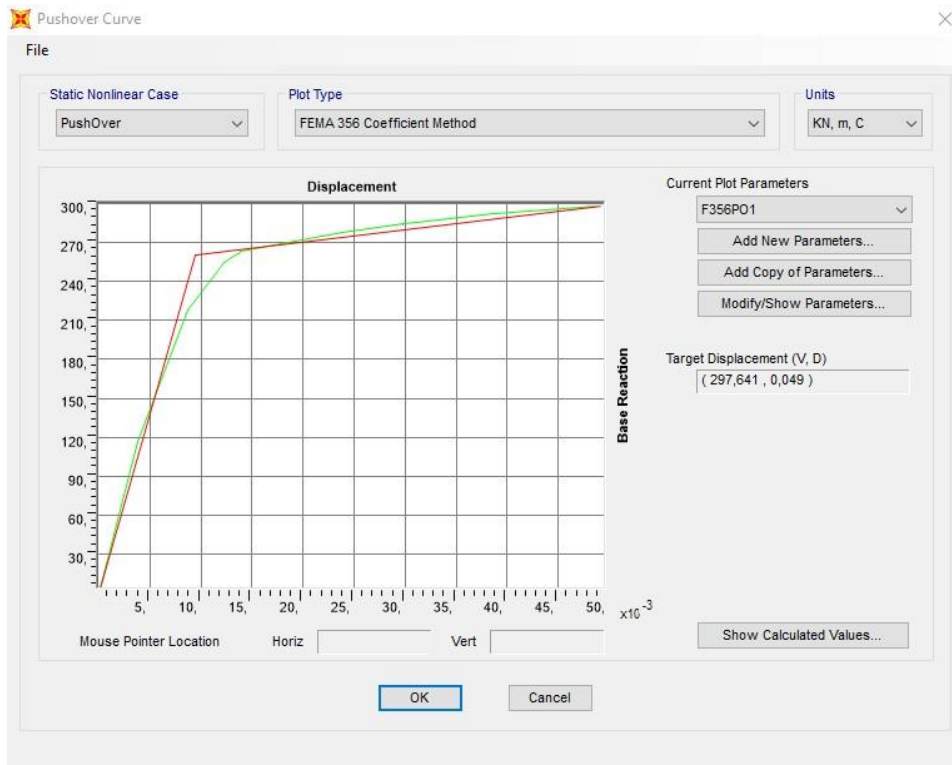 Pushover Curve
File
Static Nonlinear Case
PushOver
Plot Type
FEMA 356 Coefficient Method
Units
KN, m, C
Displacement
300,
270,
240,
210,
180,
150,
120,
90,
60,
30,
5, 10, 15, 20, 25, 30, 35, 40, 45, 50,
x10 -3
Base Reaction
Mouse Pointer Location Horiz Vert
Current Plot Parameters
F356PO1
Add New Parameters...
Add Copy of Parameters...
Modify/Show Parameters...
Target Displacement (V, D)
( 297,641 , 0,049 )
Show Calculated Values...
OK Cancel